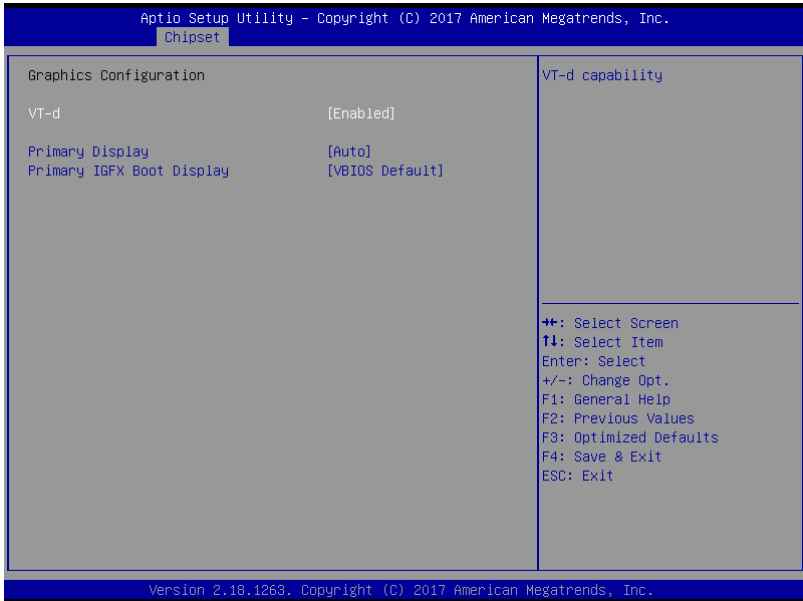 Aptio Setup Utility – Copyright (C) 2017 American Megatrends, Inc.
Chipset
Graphics Configuration
VT-d [Enabled]
Primary Display [Auto]
Primary IGFX Boot Display [VBIOS Default]
VT-d capability
→←: Select Screen
↑↓: Select Item
Enter: Select
+/-: Change Opt.
F1: General Help
F2: Previous Values
F3: Optimized Defaults
F4: Save & Exit
ESC: Exit
Version 2.18.1263. Copyright (C) 2017 American Megatrends, Inc.